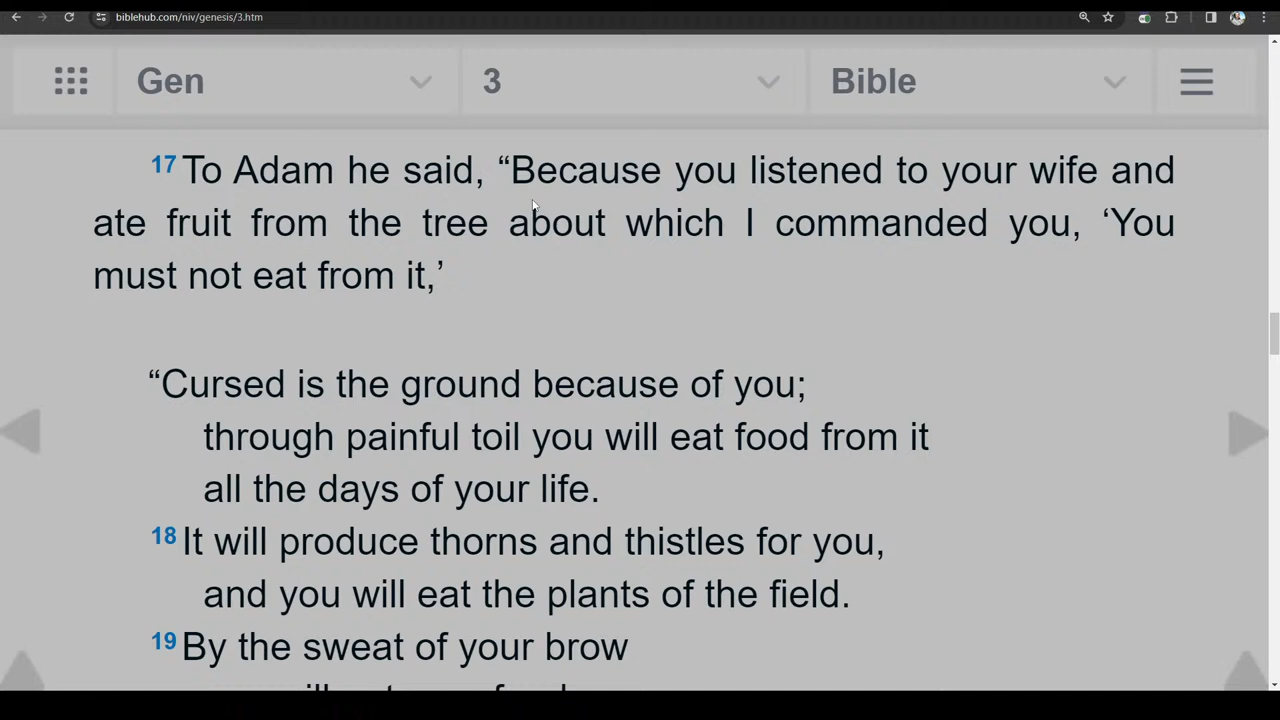 biblehub.com/niv/genesis/3.htm
Gen 3 Bible
17 To Adam he said, “Because you listened to your wife and
ate fruit from the tree about which I commanded you, ‘You
must not eat from it,’
“Cursed is the ground because of you;
through painful toil you will eat food from it
all the days of your life.
18 It will produce thorns and thistles for you,
and you will eat the plants of the field.
19 By the sweat of your brow